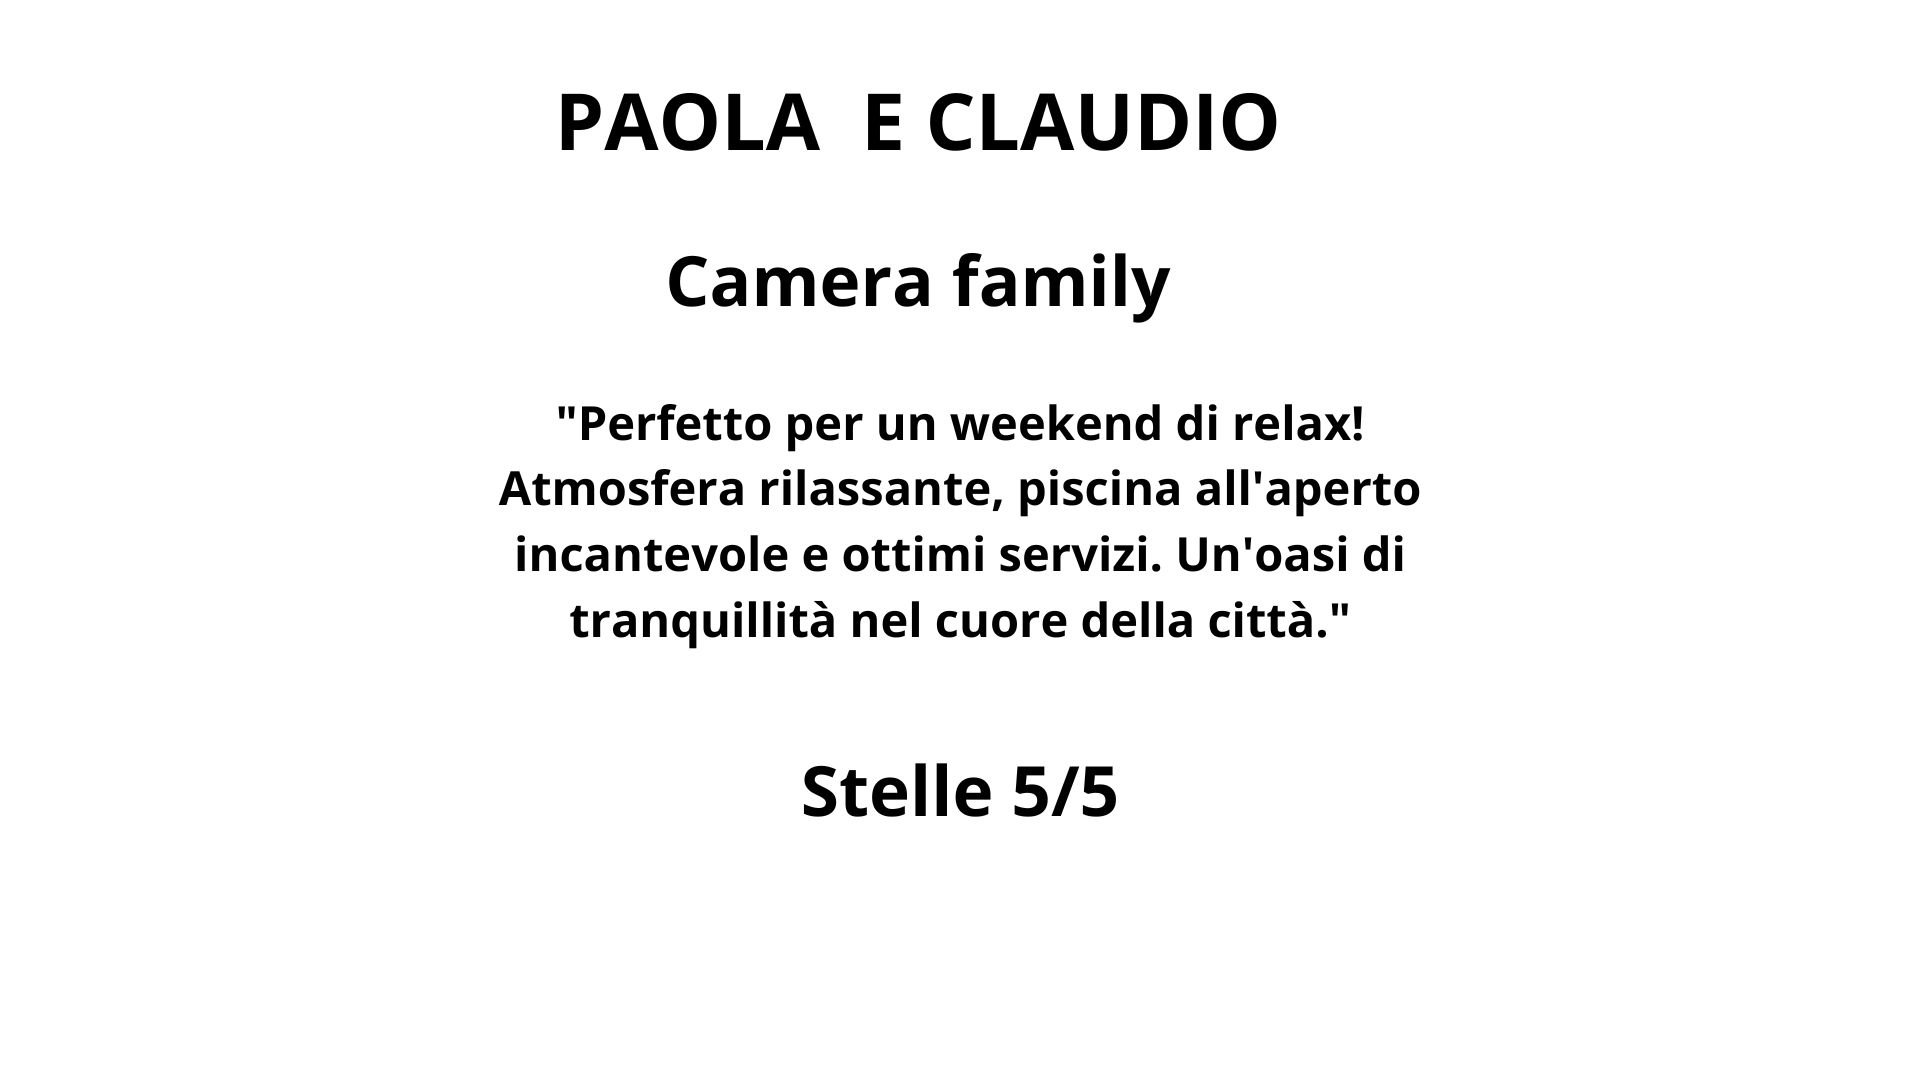 PAOLA  E CLAUDIO
Camera family
"Perfetto per un weekend di relax!
Atmosfera rilassante, piscina all'aperto
incantevole e ottimi servizi. Un'oasi di
tranquillità nel cuore della città."
Stelle 5/5